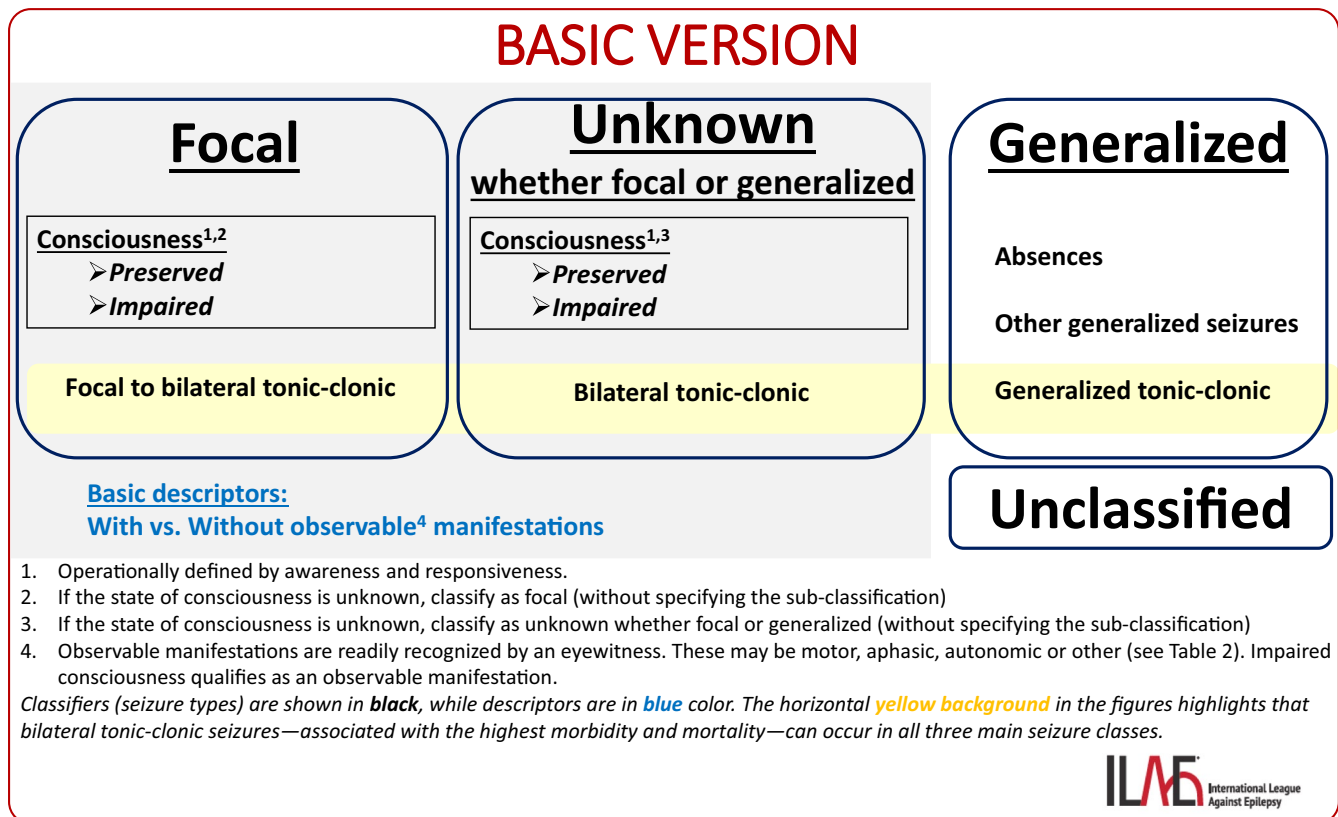 BASIC VERSION
Focal
Consciousness1,2
➢Preserved
➢Impaired
Focal to bilateral tonic-clonic
Unknown
whether focal or generalized
Consciousness1,3
➢Preserved
➢Impaired
Bilateral tonic-clonic
Generalized
Absences
Other generalized seizures
Generalized tonic-clonic
Basic descriptors:
With vs. Without observable4 manifestations
Unclassified
1. Operationally defined by awareness and responsiveness.
2. If the state of consciousness is unknown, classify as focal (without specifying the sub-classification)
3. If the state of consciousness is unknown, classify as unknown whether focal or generalized (without specifying the sub-classification)
4. Observable manifestations are readily recognized by an eyewitness. These may be motor, aphasic, autonomic or other (see Table 2). Impaired
consciousness qualifies as an observable manifestation.
Classifiers (seizure types) are shown in black, while descriptors are in blue color. The horizontal yellow background in the figures highlights that
bilateral tonic-clonic seizures—associated with the highest morbidity and mortality—can occur in all three main seizure classes.
ILAE
International League
Against Epilepsy